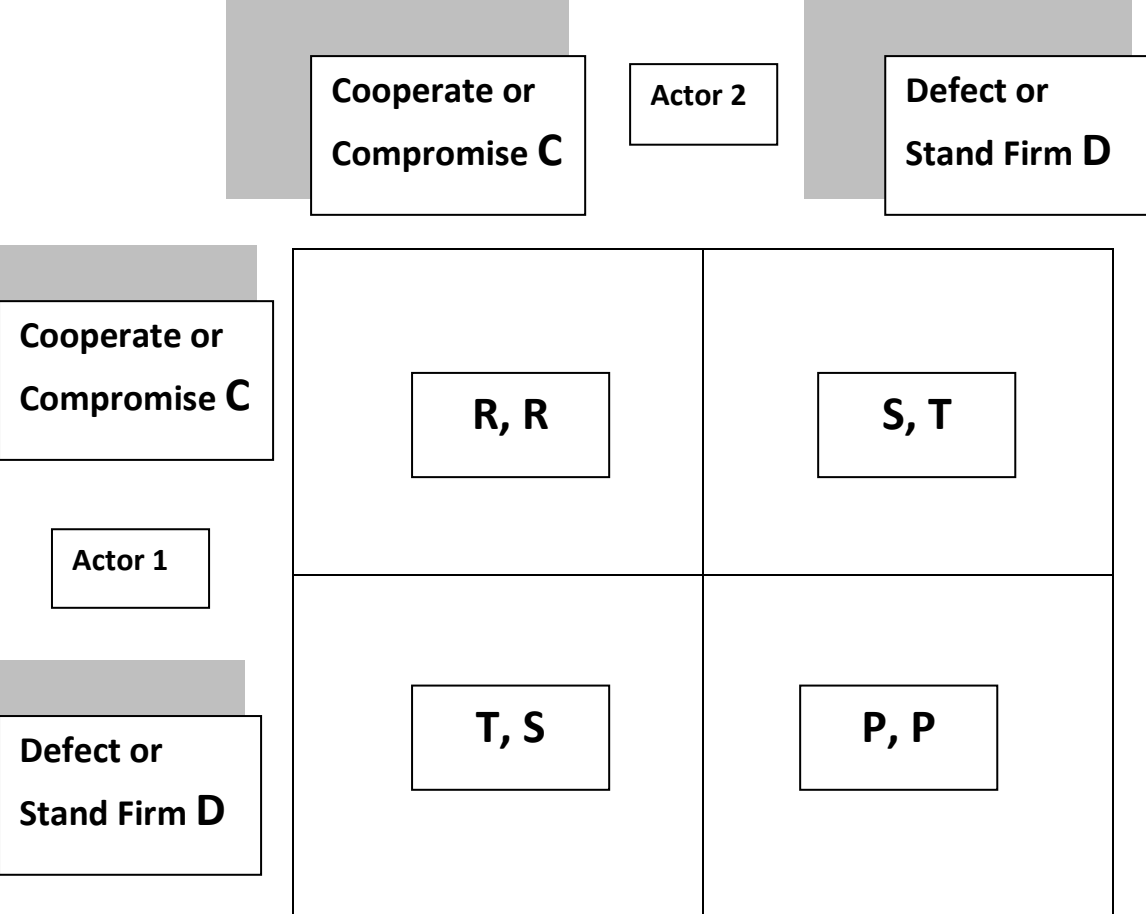 Cooperate or
Compromise C
Actor 2
Defect or
Stand Firm D
Cooperate or
Compromise C
R, R
S, T
Actor 1
Defect or
Stand Firm D
T, S
P, P